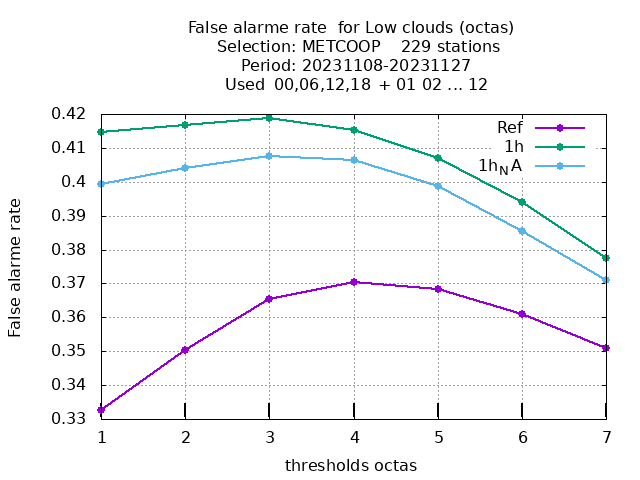 False alarme rate  for Low clouds (octas)
Selection: METCOOP    229 stations
Period: 20231108-20231127
Used  00,06,12,18 + 01 02 ... 12
Ref
1h
1h_NA
0.42
0.41
0.4
0.39
0.38
0.37
0.36
0.35
0.34
0.33
False alarme rate
1 2 3 4 5 6 7
thresholds octas